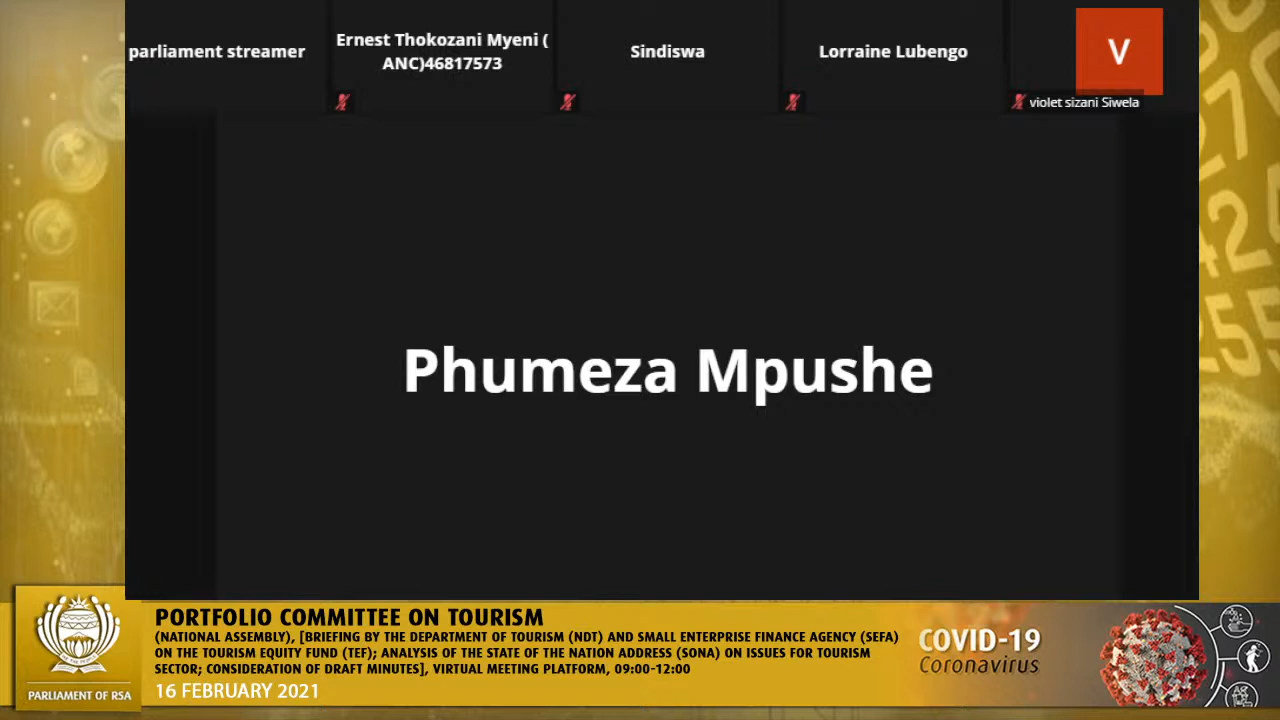 parliament streamer
Ernest Thokozani Myeni (
ANC)46817573
Sindiswa
Lorraine Lubengo
V
violet sizani Siwela
Phumeza Mpushe
PORTFOLIO COMMITTEE ON TOURISM
(NATIONAL ASSEMBLY), [BRIEFING BY THE DEPARTMENT OF TOURISM (NDT) AND SMALL ENTERPRISE FINANCE AGENCY (SEFA)
ON THE TOURISM EQUITY FUND (TEF); ANALYSIS OF THE STATE OF THE NATION ADDRESS (SONA) ON ISSUES FOR TOURISM
SECTOR; CONSIDERATION OF DRAFT MINUTES], VIRTUAL MEETING PLATFORM, 09:00-12:00
16 FEBRUARY 2021
PARLIAMENT OF RSA
COVID-19
Coronavirus